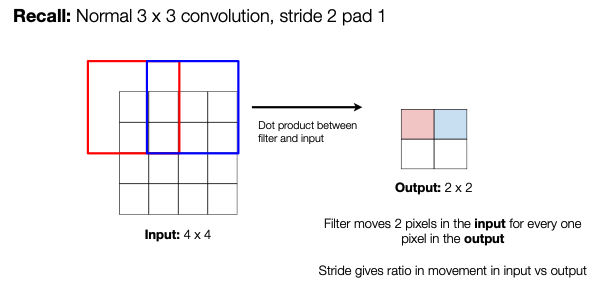 Recall: Normal 3 x 3 convolution, stride 2 pad 1
Dot product between
filter and input
Input: 4 x 4
Output: 2 x 2
Filter moves 2 pixels in the input for every one
pixel in the output
Stride gives ratio in movement in input vs output